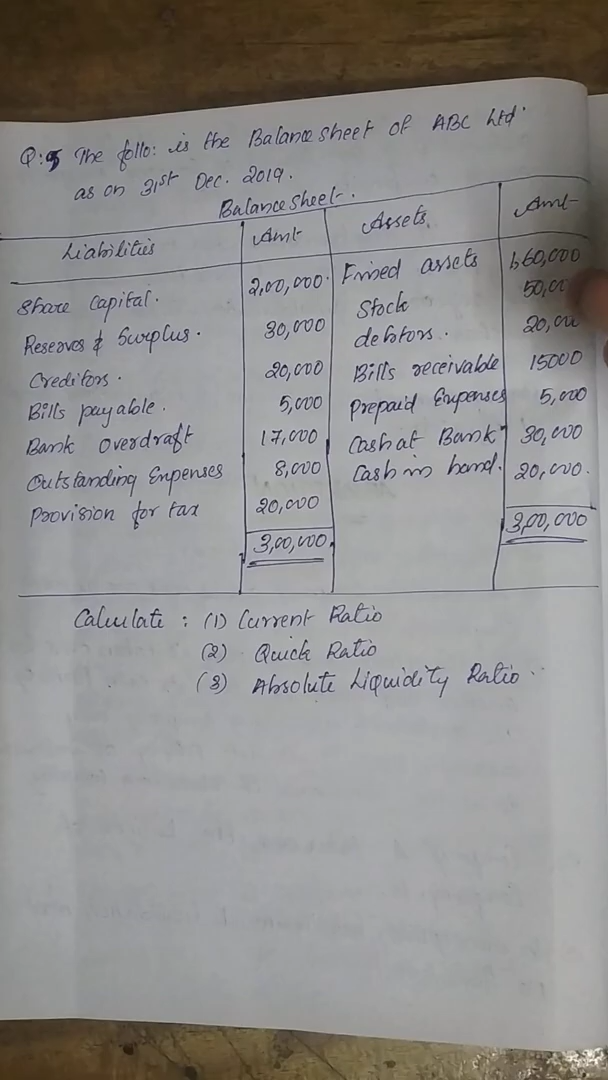 Q:5 The follo: is the Balance sheet of ABC Ltd.
as on 31st Dec. 2019.
Balance sheet.
Liabilities Amt Assets Amt
Share Capital. 2,00,000 Fixed assets 1,60,000
Reserves & Surplus. 30,000 Stock
Creditors. 20,000 debtors.
Bills payable. 5,000 Bills receivable 15000
Bank overdraft 17,000 Prepaid Expenses 5,000
Outstanding Expenses 8,000 Cash at Bank 30,000
Provision for tax 20,000 Cash in hand. 20,000.
3,00,000 3,00,000
Calculate : (1) Current Ratio
(2) Quick Ratio
(3) Absolute Liquidity Ratio.